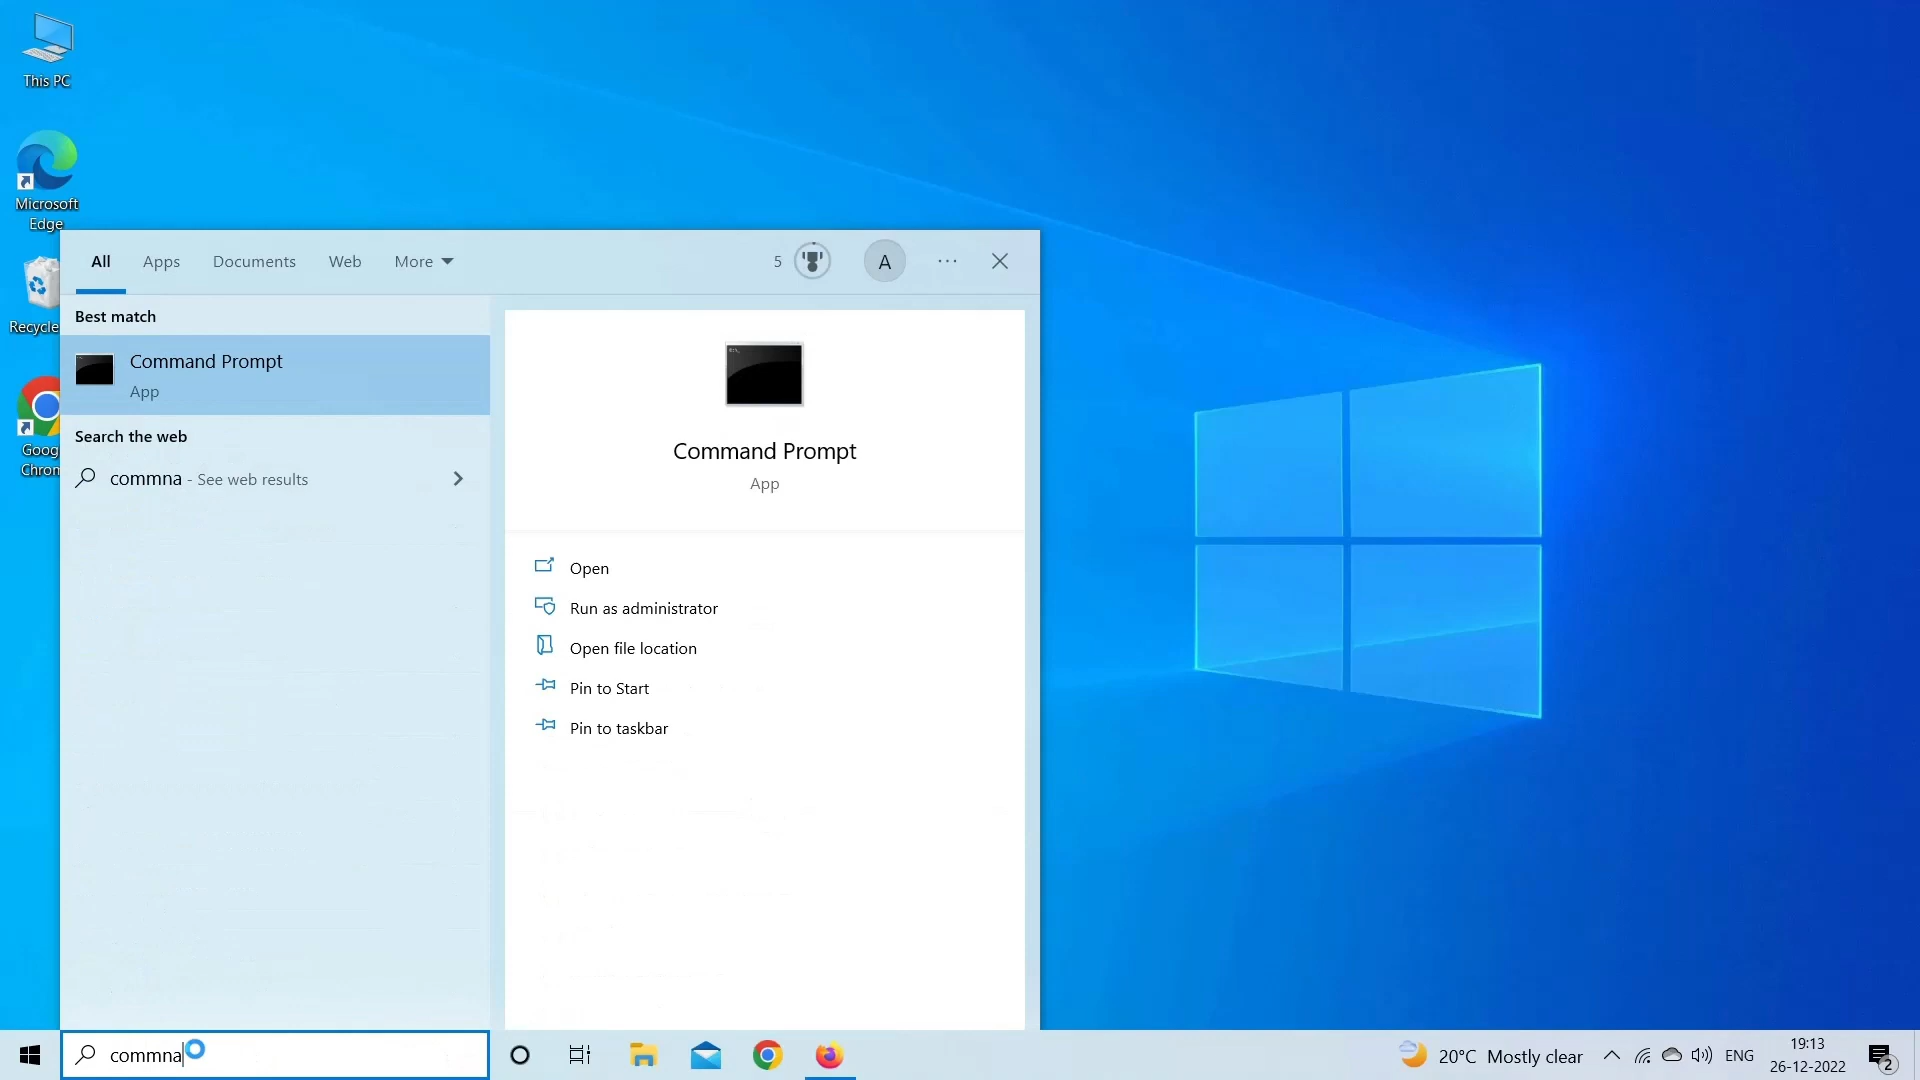 This PC
Microsoft
Edge
Recycle
Goog
Chrom
All Apps Documents Web More 5 A
Best match
Command Prompt
App
Search the web
commna - See web results
Command Prompt
App
Open
Run as administrator
Open file location
Pin to Start
Pin to taskbar
commna
20°C Mostly clear
ENG
19:13
26-12-2022
2